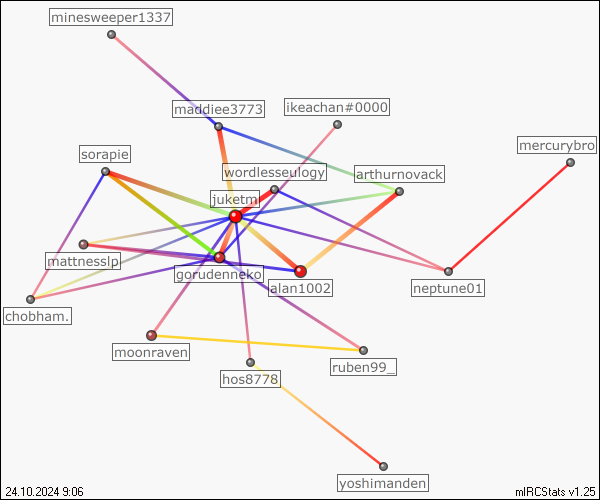 minesweeper1337
maddiee3773
ikeachan#0000
mercurybro
sorapie
wordlesseulogy
arthurnovack
juketm
mattnesslp
gorudenneko
alan1002
neptune01
chobham.
moonraven
ruben99_
hos8778
yoshimanden
24.10.2024 9:06
mIRCStats v1.25